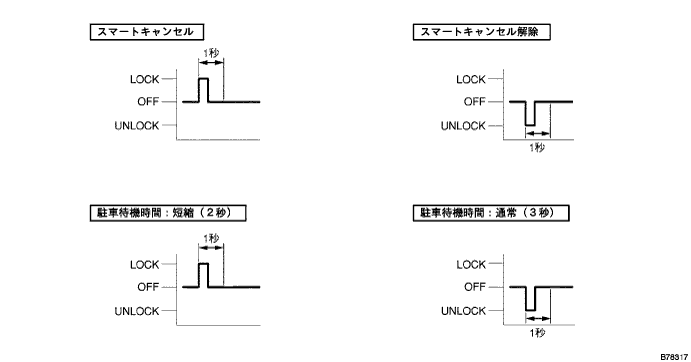 スマートキャンセル
1秒
LOCK
OFF
UNLOCK
スマートキャンセル解除
LOCK
OFF
UNLOCK
1秒
駐車待機時間:短縮(2秒)
1秒
LOCK
OFF
UNLOCK
駐車待機時間:通常(3秒)
LOCK
OFF
UNLOCK
1秒
B78317